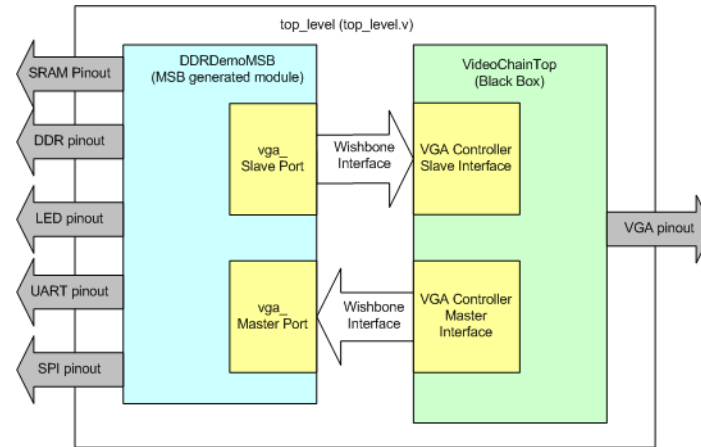 top_level (top_level.v)
SRAM Pinout
DDR pinout
LED pinout
UART pinout
SPI pinout
DDRDemoMSB
(MSB generated module)
vga_
Slave Port
vga_
Master Port
Wishbone
Interface
Wishbone
Interface
VideoChainTop
(Black Box)
VGA Controller
Slave Interface
VGA Controller
Master
Interface
VGA pinout